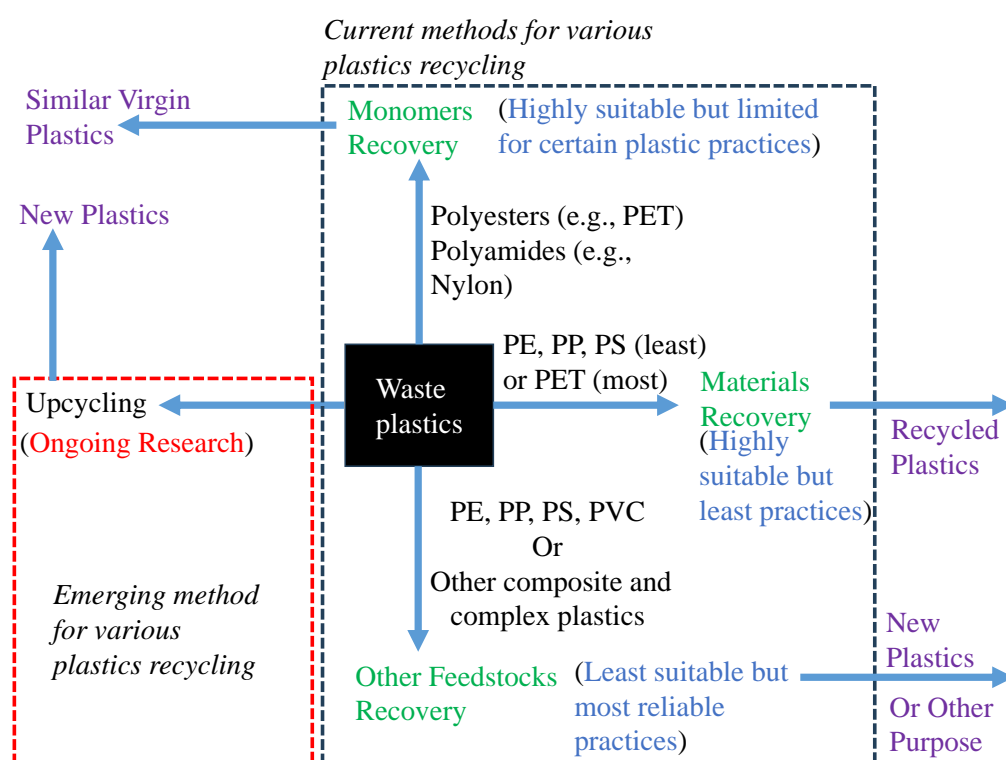 Current methods for various
plastics recycling
Similar Virgin
Plastics
Monomers
Recovery
(Highly suitable but limited
for certain plastic practices)
New Plastics
Polyesters (e.g., PET)
Polyamides (e.g.,
Nylon)
PE, PP, PS (least)
or PET (most)
Waste
plastics
Upcycling
(Ongoing Research)
Materials
Recovery
(Highly
suitable but
least practices)
Recycled
Plastics
PE, PP, PS, PVC
Or
Other composite and
complex plastics
Emerging method
for various
plastics recycling
Other Feedstocks
Recovery
(Least suitable but
most reliable
practices)
New
Plastics
Or Other
Purpose